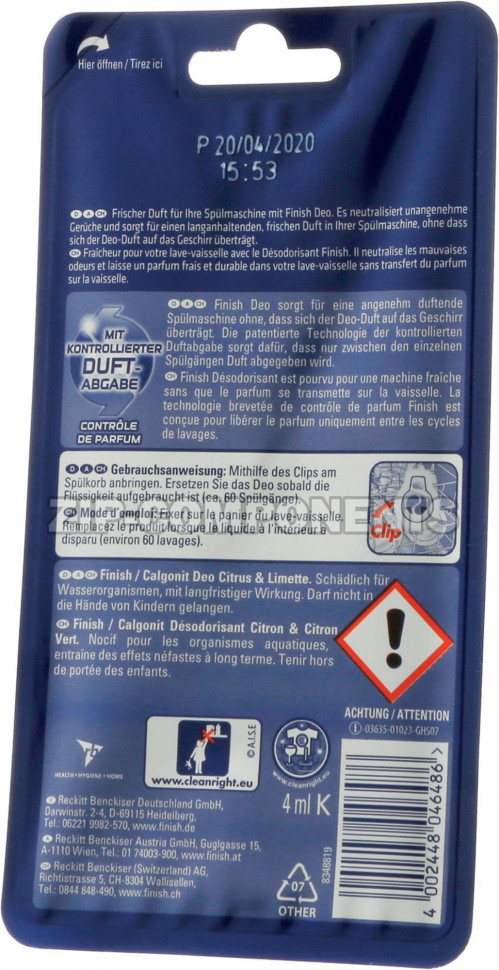 Hier öffnen / Tirez ici
P 20/04/2020
15:53
D A CH Frischer Duft für Ihre Spülmaschine mit Finish Deo. Es neutralisiert unangenehme
Gerüche und sorgt für einen langanhaltenden, frischen Duft in Ihrer Spülmaschine, ohne dass
sich der Deo-Duft auf das Geschirr überträgt.
CH Fraîcheur pour votre lave-vaisselle avec le Désodorisant Finish. Il neutralise les mauvaises
odeurs et laisse un parfum frais et durable dans votre lave-vaisselle sans transfert du parfum
sur la vaisselle.
MIT
KONTROLLIERTER
DUFT-
ABGABE
CONTRÔLE
DE PARFUM
D A CH Finish Deo sorgt für eine angenehm duftende
Spülmaschine ohne, dass sich der Deo-Duft auf das Geschirr
überträgt. Die patentierte Technologie der kontrollierten
Duftabgabe sorgt dafür, dass nur zwischen den einzelnen
Spülgängen Duft abgegeben wird.
CH Finish Désodorisant est pourvu pour une machine fraîche
sans que le parfum se transmette sur la vaisselle. La
technologie brevetée de contrôle de parfum Finish est
conçue pour libérer le parfum uniquement entre les cycles
de lavages.
D A CH Gebrauchsanweisung: Mithilfe des Clips am
Spülkorb anbringen. Ersetzen Sie das Deo sobald die
Flüssigkeit aufgebraucht ist (ca. 60 Spülgänge).
CH Mode d'emploi: Fixer sur le panier du lave-vaisselle.
Remplacez le produit lorsque le liquide à l'intérieur a
disparu (environ 60 lavages).
Clip
ZIP COMPONENTS
D A CH Finish / Calgonit Deo Citrus & Limette. Schädlich für
Wasserorganismen, mit langfristiger Wirkung. Darf nicht in
die Hände von Kindern gelangen.
CH Finish / Calgonit Désodorisant Citron & Citron
Vert. Nocif pour les organismes aquatiques,
entraîne des effets néfastes à long terme. Tenir hors
de portée des enfants.
ACHTUNG / ATTENTION
-03635-01023-GHS07
rb
HEALTH • HYGIENE • HOME
www.cleanright.eu
© A.I.S.E
4 ml K
D Reckitt Benckiser Deutschland GmbH,
Darwinstr. 2-4, D-69115 Heidelberg,
Tel.: 06221 9982-570, www.finish.de
A Reckitt Benckiser Austria GmbH, Guglgasse 15,
A-1110 Wien, Tel.: 01 74003-900, www.finish.at
CH Reckitt Benckiser (Switzerland) AG,
Richtistrasse 5, CH-8304 Wallisellen,
Tel.: 0844 848-490, www.finish.ch
07
OTHER
8348819
4 002448 046486 >